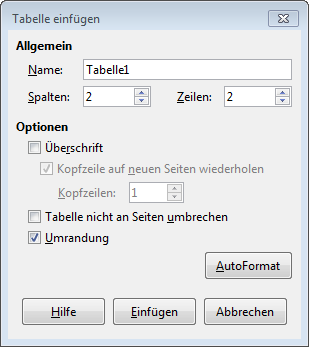 Tabelle einfügen
Allgemein
Name: Tabelle1
Spalten: 2 Zeilen: 2
Optionen
Überschrift
Kopfzeile auf neuen Seiten wiederholen
Kopfzeilen: 1
Tabelle nicht an Seiten umbrechen
Umrandung
AutoFormat
Hilfe Einfügen Abbrechen